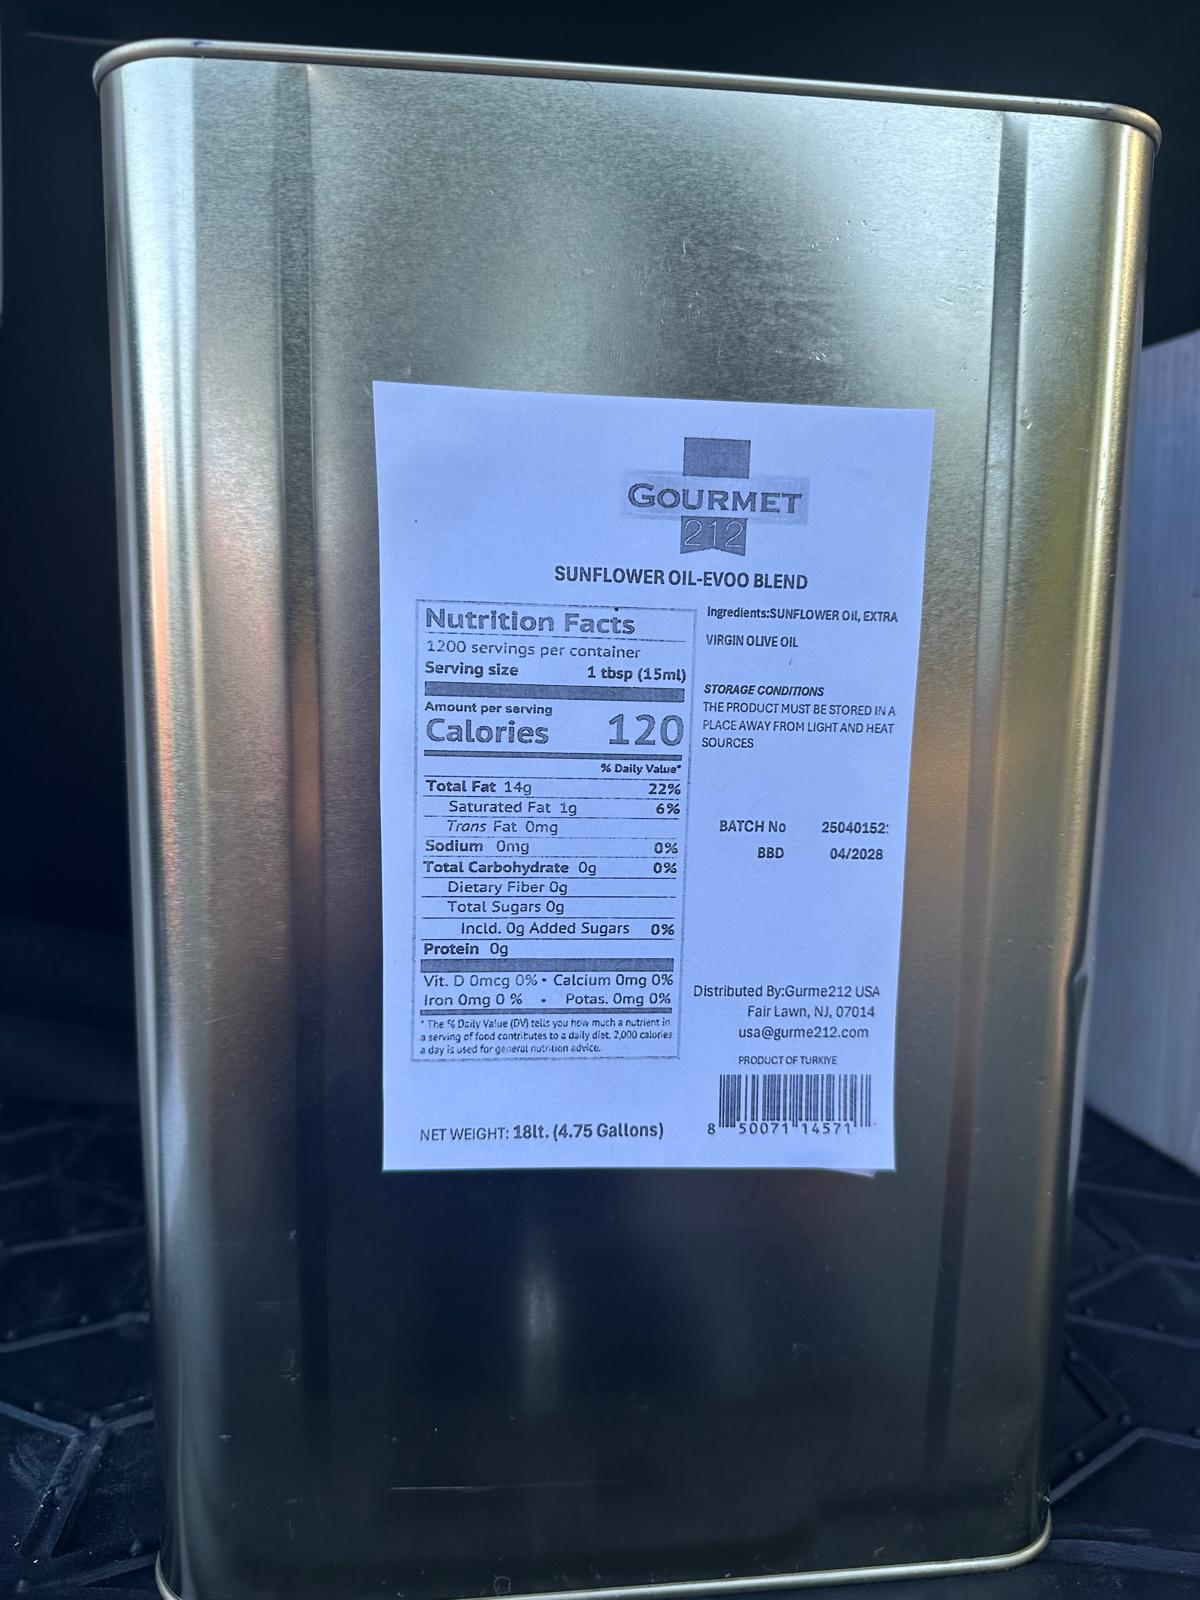 GOURMET
212
SUNFLOWER OIL-EVOO BLEND
Nutrition Facts
1200 servings per container
Serving size 1 tbsp (15ml)
Amount per serving
Calories 120
% Daily Value*
Total Fat 14g 22%
Saturated Fat 1g 6%
Trans Fat 0mg
Sodium 0mg 0%
Total Carbohydrate 0g 0%
Dietary Fiber 0g
Total Sugars 0g
Incld. 0g Added Sugars 0%
Protein 0g
Vit. D 0mcg 0% • Calcium 0mg 0%
Iron 0mg 0 % • Potas. 0mg 0%
* The % Daily Value (DV) tells you how much a nutrient in
a serving of food contributes to a daily diet. 2,000 calories
a day is used for general nutrition advice.
NET WEIGHT: 18lt. (4.75 Gallons)
Ingredients:SUNFLOWER Oil, EXTRA
VIRGIN OLIVE OIL
STORAGE CONDITIONS
THE PRODUCT MUST BE STORED IN A
PLACE AWAY FROM LIGHT AND HEAT
SOURCES
BATCH No 25040152:
BBD 04/2028
Distributed By:Gurme212 USA
Fair Lawn, NJ, 07014
usa@gurme212.com
PRODUCT OF TURKIYE
8 50071 14571